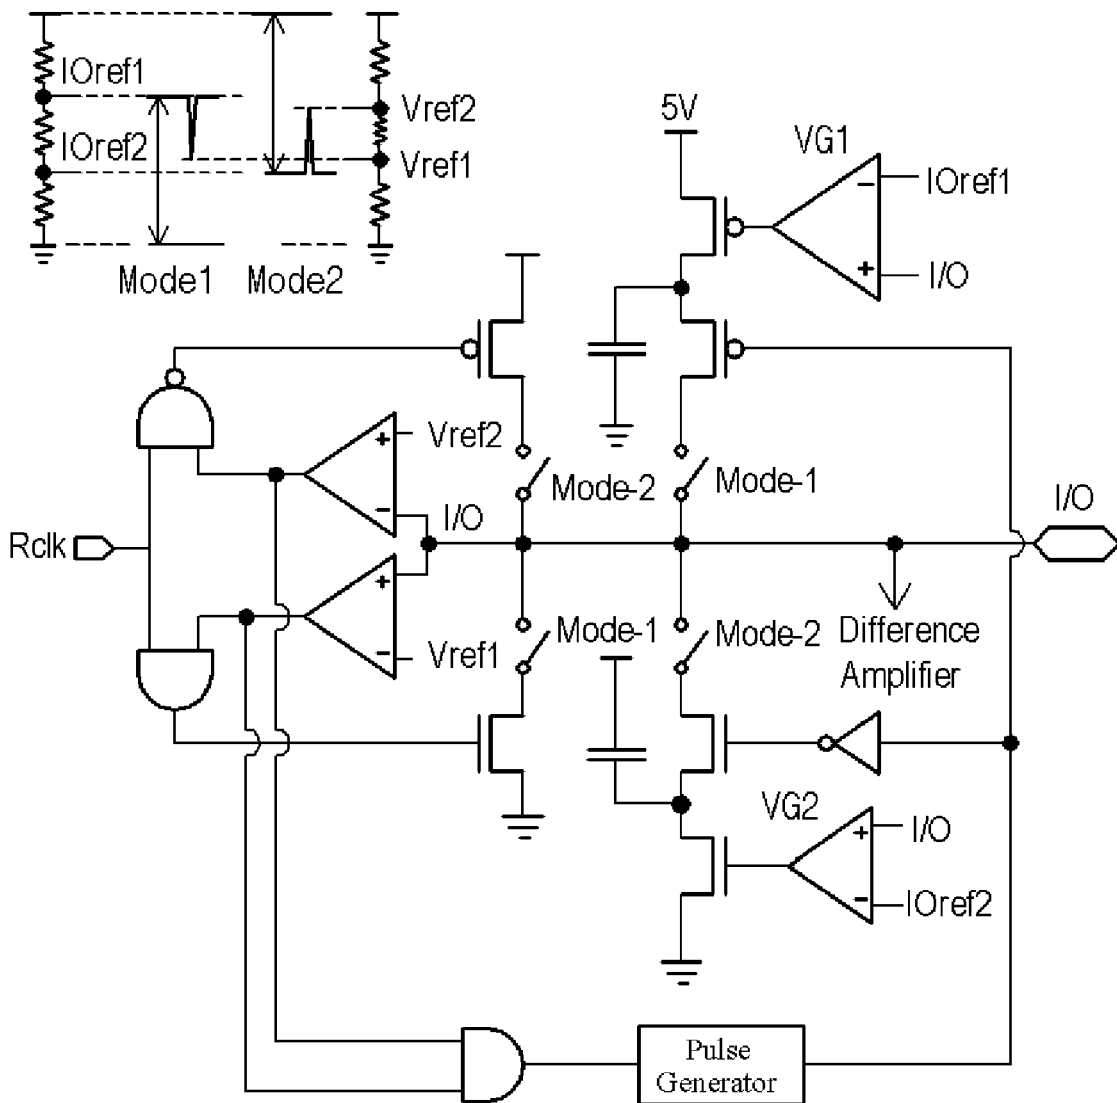 IOref1
IOref2
Vref2
Vref1
Mode1
Mode2
5V
VG1
−
IOref1
+
I/O
+
Vref2
−
I/O
Mode-2
Mode-1
I/O
Rclk
+
−
Vref1
Mode-1
Mode-2
Difference
Amplifier
VG2
+
I/O
−
IOref2
Pulse
Generator